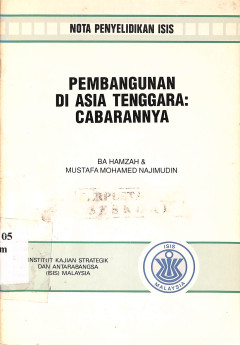 NOTA PENYELIDIKAN ISIS
PEMBANGUNAN
DI ASIA TENGGARA:
CABARANNYA
BA HAMZAH &
MUSTAFA MOHAMED NAJIMUDIN
05
m
INSTITUT KAJIAN STRATEGIK
DAN ANTARABANGSA
(ISIS) MALAYSIA
ISIS
MALAYSIA